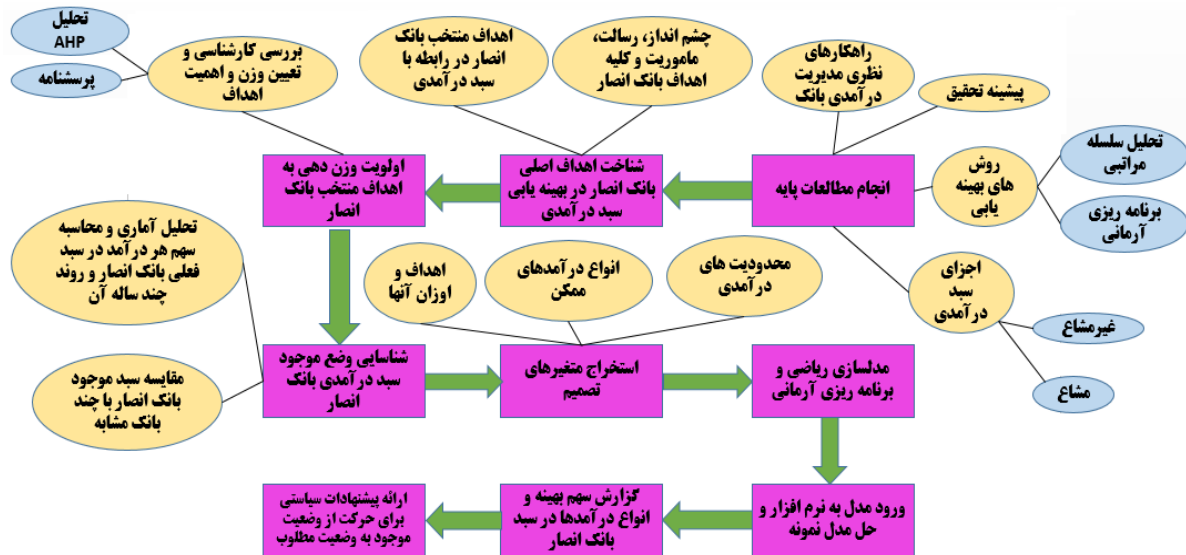 تحلیل
AHP
پرسشنامه
بررسی کارشناسی و
تعیین وزن و اهمیت
اهداف
اهداف منتخب بانک
انصار در رابطه با
سبد درآمدی
چشم انداز، رسالت،
ماموریت و کلیه
اهداف بانک انصار
راهکارهای
نظری مدیریت
درآمدی بانک
پیشینه تحقیق
انجام مطالعات پایه
شناخت اهداف اصلی
بانک انصار در بهینه یابی
سبد درآمدی
اولویت وزن دهی به
اهداف منتخب بانک
انصار
روش
های بهینه
یابی
تحلیل سلسله
مراتبی
برنامه ریزی
آرمانی
اجزای
سبد
درآمدی
غیرمشاع
مشاع
تحلیل آماری و محاسبه
سهم هر درآمد در سبد
فعلی بانک انصار و روند
چند ساله آن
مقایسه سبد موجود
بانک انصار با چند
بانک مشابه
اهداف و
اوزان آنها
انواع درآمدهای
ممکن
محدودیت های
درآمدی
شناسایی وضع موجود
سبد درآمدی بانک
انصار
استخراج متغیرهای
تصمیم
مدلسازی ریاضی و
برنامه ریزی آرمانی
ورود مدل به نرم افزار و
حل مدل نمونه
گزارش سهم بهینه و
انواع درآمدها در سبد
بانک انصار
ارائه پیشنهادات سیاستی
برای حرکت از وضعیت
موجود به وضعیت مطلوب